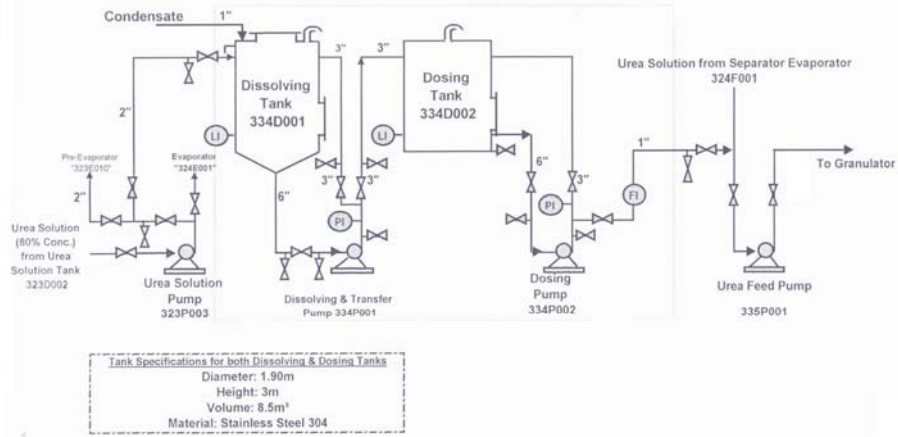 Condensate
1"
3"
3"
Dissolving
Tank
334D001
Dosing
Tank
334D002
Urea Solution from Separator Evaporator
324F001
2"
LI
LI
1"
Pre-Evaporator
"323E010"
Evaporator
"324E001"
To Granulator
2"
6"
3"
3"
6"
3"
FI
PI
PI
Urea Solution
(80% Conc.)
from Urea
Solution Tank
323D002
Urea Solution
Pump
323P003
Dissolving & Transfer
Pump 334P001
Dosing
Pump
334P002
Urea Feed Pump
335P001
Tank Specifications for both Dissolving & Dosing Tanks
Diameter: 1.90m
Height: 3m
Volume: 8.5m³
Material: Stainless Steel 304